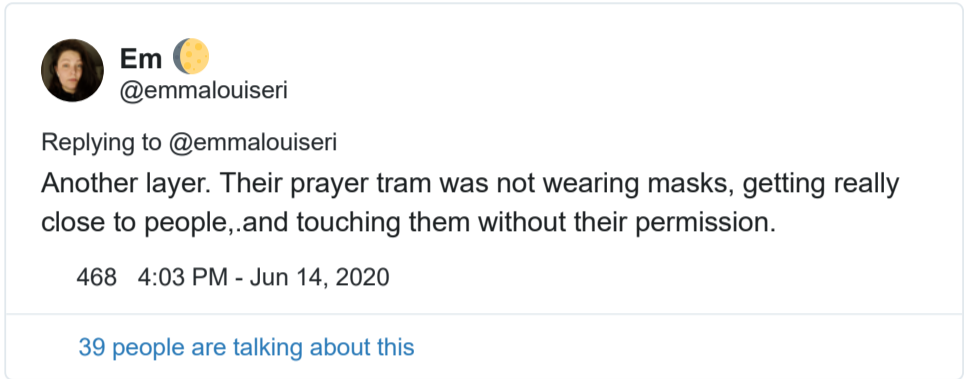 Em
@emmalouiseri
Replying to @emmalouiseri
Another layer. Their prayer tram was not wearing masks, getting really
close to people,.and touching them without their permission.
468 4:03 PM - Jun 14, 2020
39 people are talking about this